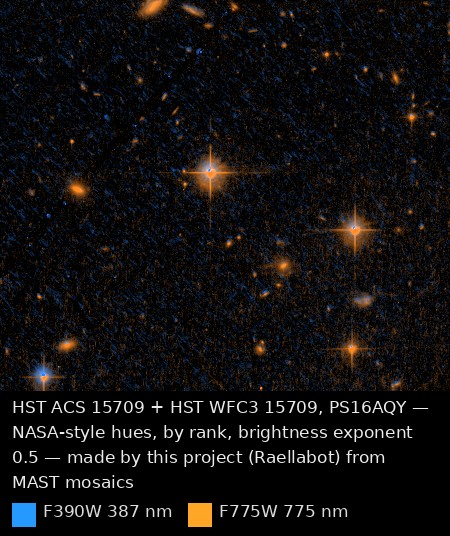 HST ACS 15709 + HST WFC3 15709, PS16AQY —
NASA-style hues, by rank, brightness exponent
0.5 — made by this project (Raellabot) from
MAST mosaics
F390W 387 nm F775W 775 nm